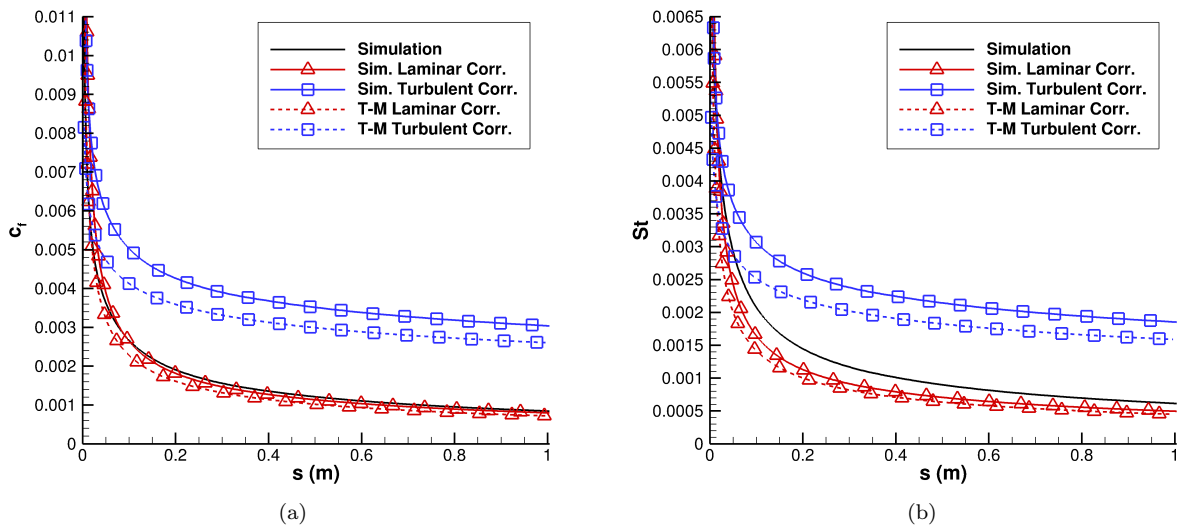 0.011
0.01
0.009
0.008
0.007
0.006
0.005
0.004
0.003
0.002
0.001
0
c_f
0 0.2 0.4 0.6 0.8 1
s (m)
Simulation
Sim. Laminar Corr.
Sim. Turbulent Corr.
T-M Laminar Corr.
T-M Turbulent Corr.
(a)
0.0065
0.006
0.0055
0.005
0.0045
0.004
0.0035
0.003
0.0025
0.002
0.0015
0.001
0.0005
0
St
0 0.2 0.4 0.6 0.8 1
s (m)
Simulation
Sim. Laminar Corr.
Sim. Turbulent Corr.
T-M Laminar Corr.
T-M Turbulent Corr.
(b)